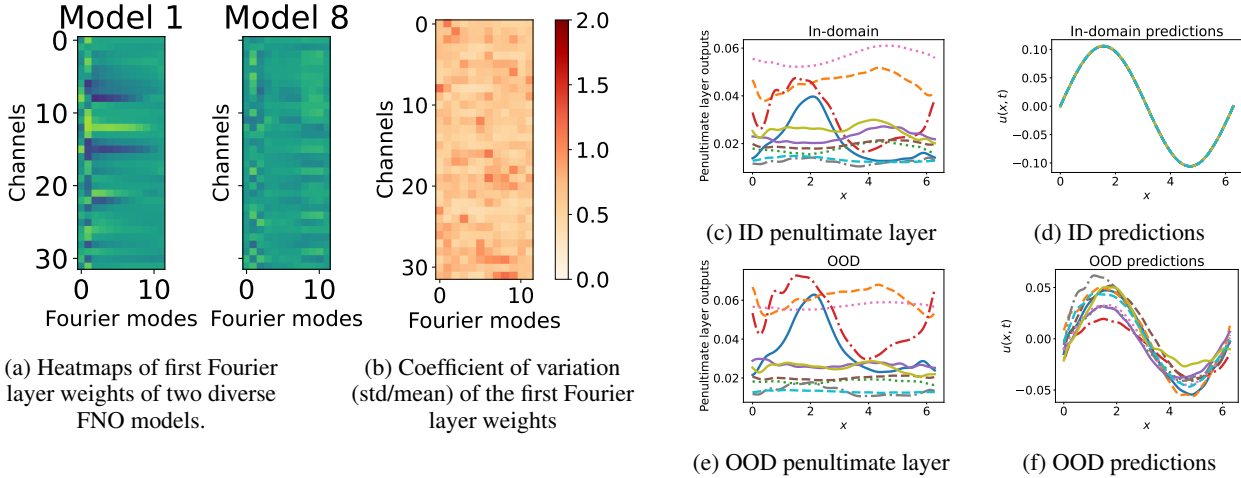 Model 1
Model 8
0
10
20
30
Channels
0
10
Fourier modes
Channels
0
10
Fourier modes
(a) Heatmaps of first Fourier
layer weights of two diverse
FNO models.
0
10
20
30
Channels
0
10
Fourier modes
2.0
1.5
1.0
0.5
0.0
(b) Coefficient of variation
(std/mean) of the first Fourier
layer weights
In-domain
Penultimate layer outputs
0.06
0.04
0.02
0
2
4
6
x
(c) ID penultimate layer
In-domain predictions
u(x, t)
0.10
0.05
0.00
−0.05
−0.10
0
2
4
6
x
(d) ID predictions
OOD
Penultimate layer outputs
0.06
0.04
0.02
0
2
4
6
x
(e) OOD penultimate layer
OOD predictions
u(x, t)
0.05
0.00
−0.05
0
2
4
6
x
(f) OOD predictions